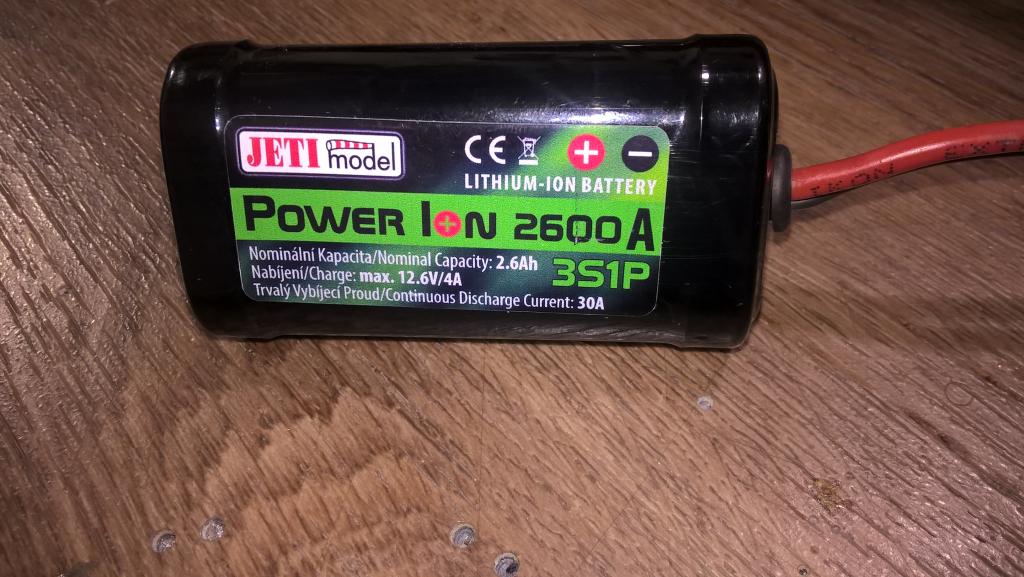 JETI model
CE + −
LITHIUM-ION BATTERY
POWER ION 2600A
Nominální Kapacita/Nominal Capacity: 2.6Ah
3S1P
Nabíjení/Charge: max. 12.6V/4A
Trvalý Vybíjecí Proud/Continuous Discharge Current: 30A